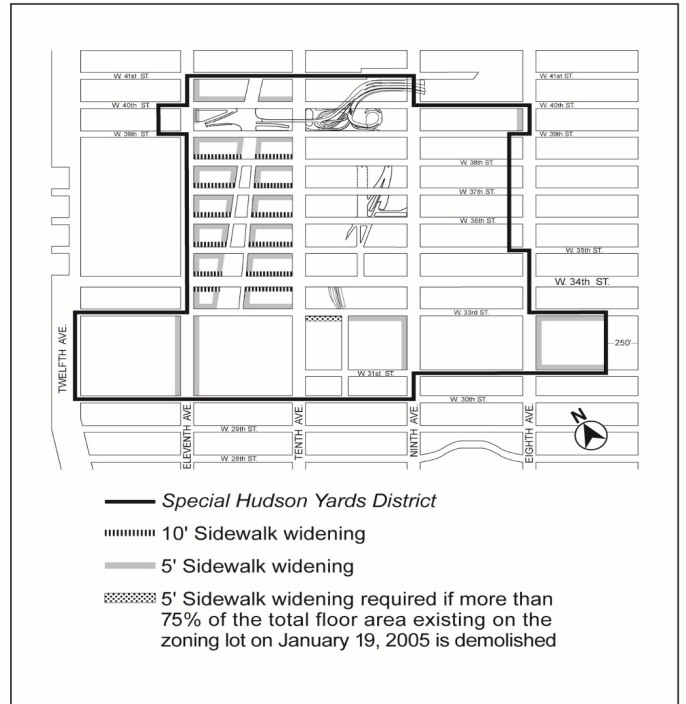 W. 41st ST.
W. 41st ST.
W. 40th ST.
W. 40th ST.
W. 39th ST.
W. 39th ST.
W. 38th ST.
W. 37th ST.
W. 36th ST.
W. 35th ST.
W. 34th ST.
W. 33rd ST.
250'
W. 31st ST.
W. 30th ST.
W. 29th ST.
W. 28th ST.
TWELFTH AVE.
ELEVENTH AVE.
TENTH AVE.
NINTH AVE.
EIGHTH AVE.
N
Special Hudson Yards District
10' Sidewalk widening
5' Sidewalk widening
5' Sidewalk widening required if more than
75% of the total floor area existing on the
zoning lot on January 19, 2005 is demolished